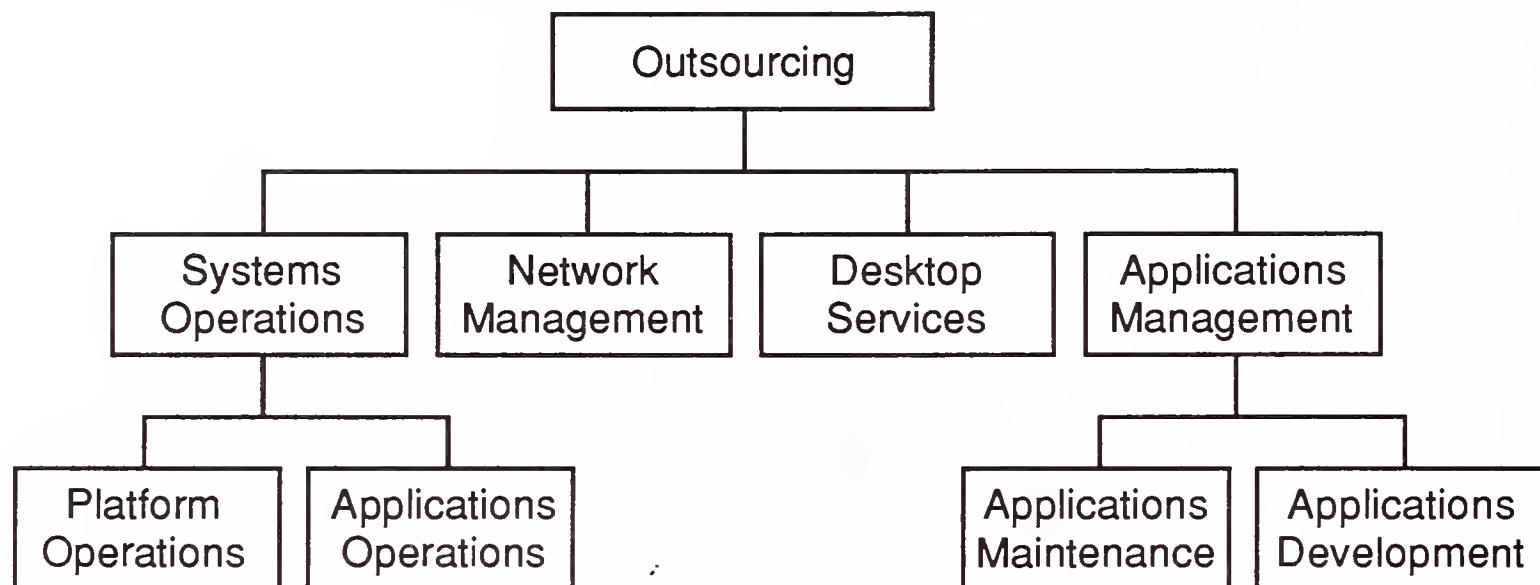 Outsourcing
Systems
Operations
Network
Management
Desktop
Services
Applications
Management
Platform
Operations
Applications
Operations
Applications
Maintenance
Applications
Development